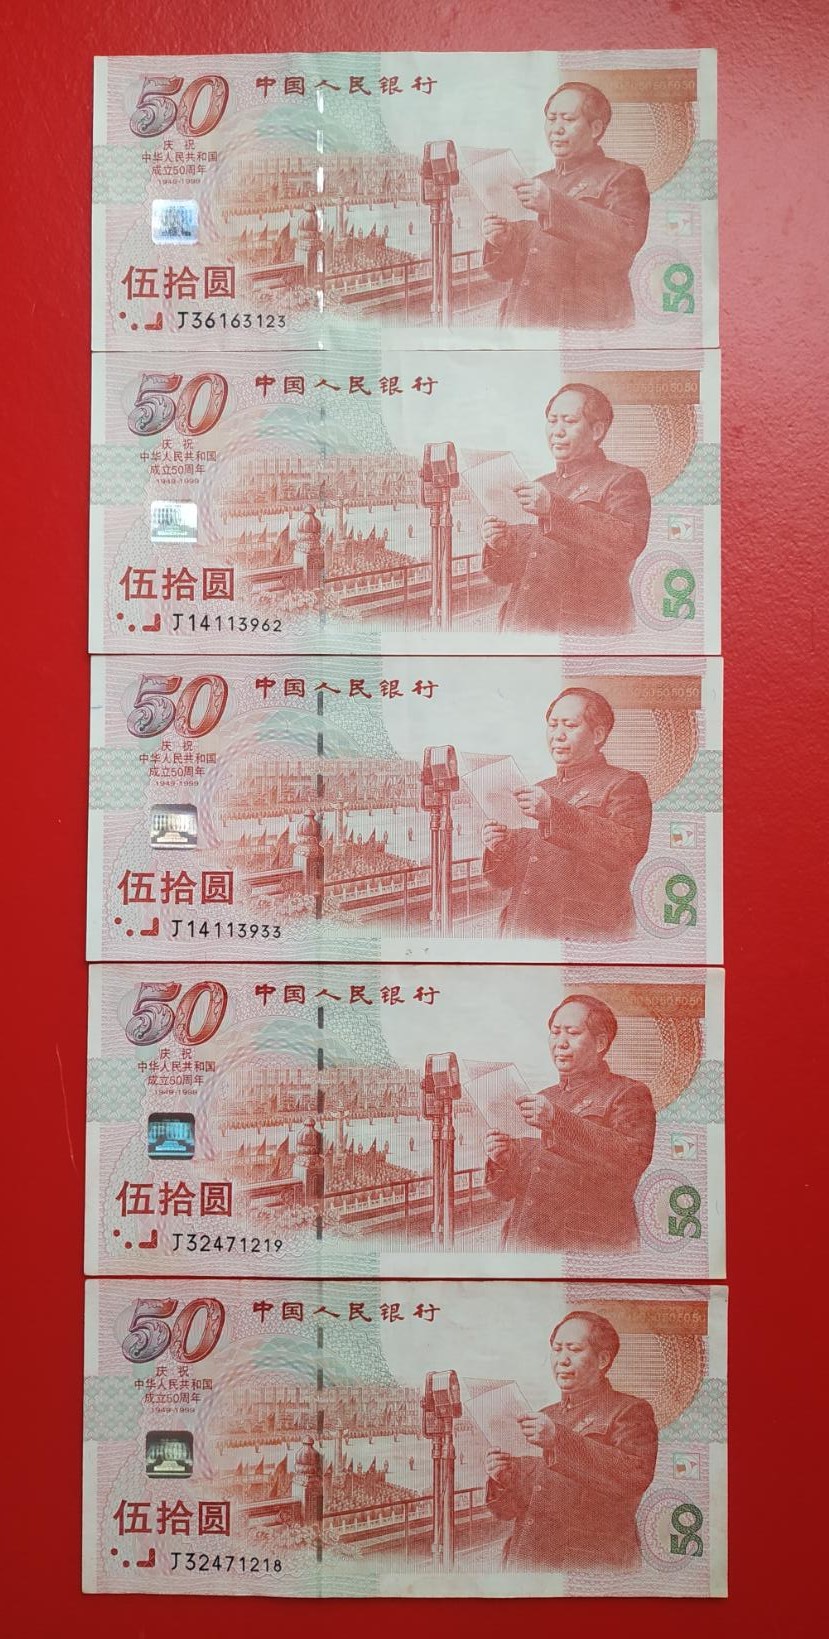 50 中国人民银行
庆祝
中华人民共和国
成立50周年
1949-1999
伍拾圆
J36163123
50
50 中国人民银行
庆祝
中华人民共和国
成立50周年
1949-1999
伍拾圆
J14113962
50
50 中国人民银行
庆祝
中华人民共和国
成立50周年
1949-1999
伍拾圆
J14113933
50
50 中国人民银行
庆祝
中华人民共和国
成立50周年
1949-1999
伍拾圆
J32471219
50
50 中国人民银行
庆祝
中华人民共和国
成立50周年
1949-1999
伍拾圆
J32471218
50